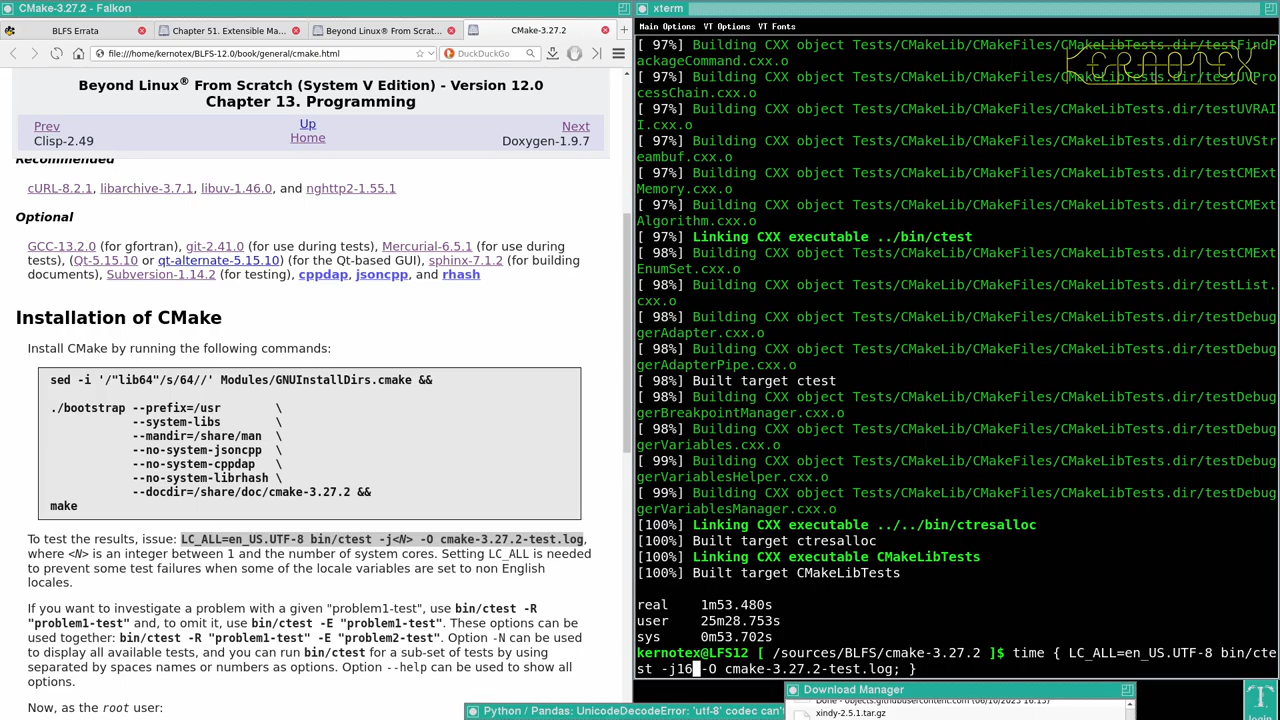 CMake-3.27.2 - Falkon
BLFS Errata
Chapter 51. Extensible Ma...
Beyond Linux® From Scrat...
CMake-3.27.2
file:///home/kernotex/BLFS-12.0/book/general/cmake.html
DuckDuckGo
Beyond Linux® From Scratch (System V Edition) - Version 12.0
Chapter 13. Programming
Prev
Up
Next
Clisp-2.49
Home
Doxygen-1.9.7
Recommended
cURL-8.2.1, libarchive-3.7.1, libuv-1.46.0, and nghttp2-1.55.1
Optional
GCC-13.2.0 (for gfortran), git-2.41.0 (for use during tests), Mercurial-6.5.1 (for use during
tests), (Qt-5.15.10 or qt-alternate-5.15.10) (for the Qt-based GUI), sphinx-7.1.2 (for building
documents), Subversion-1.14.2 (for testing), cppdap, jsoncpp, and rhash
Installation of CMake
Install CMake by running the following commands:
sed -i '/"lib64"/s/64//' Modules/GNUInstallDirs.cmake &&
./bootstrap --prefix=/usr \
--system-libs \
--mandir=/share/man \
--no-system-jsoncpp \
--no-system-cppdap \
--no-system-librhash \
--docdir=/share/doc/cmake-3.27.2 &&
make
To test the results, issue: LC_ALL=en_US.UTF-8 bin/ctest -j<N> -O cmake-3.27.2-test.log,
where <N> is an integer between 1 and the number of system cores. Setting LC_ALL is needed
to prevent some test failures when some of the locale variables are set to non English
locales.
If you want to investigate a problem with a given "problem1-test", use bin/ctest -R
"problem1-test" and, to omit it, use bin/ctest -E "problem1-test". These options can be
used together: bin/ctest -R "problem1-test" -E "problem2-test". Option -N can be used
to display all available tests, and you can run bin/ctest for a sub-set of tests by using
separated by spaces names or numbers as options. Option --help can be used to show all
options.
Now, as the root user:
xterm
Main Options VT Options VT Fonts
KERNOTEX
[ 97%] Building CXX object Tests/CMakeLib/CMakeFiles/CMakeLibTests.dir/testFindP
ackageCommand.cxx.o
[ 97%] Building CXX object Tests/CMakeLib/CMakeFiles/CMakeLibTests.dir/testUVPro
cessChain.cxx.o
[ 97%] Building CXX object Tests/CMakeLib/CMakeFiles/CMakeLibTests.dir/testUVRAI
I.cxx.o
[ 97%] Building CXX object Tests/CMakeLib/CMakeFiles/CMakeLibTests.dir/testUVStr
eambuf.cxx.o
[ 97%] Building CXX object Tests/CMakeLib/CMakeFiles/CMakeLibTests.dir/testCMExt
Memory.cxx.o
[ 97%] Building CXX object Tests/CMakeLib/CMakeFiles/CMakeLibTests.dir/testCMExt
Algorithm.cxx.o
[ 97%] Linking CXX executable ../bin/ctest
[ 98%] Building CXX object Tests/CMakeLib/CMakeFiles/CMakeLibTests.dir/testCMExt
EnumSet.cxx.o
[ 98%] Building CXX object Tests/CMakeLib/CMakeFiles/CMakeLibTests.dir/testList.
cxx.o
[ 98%] Building CXX object Tests/CMakeLib/CMakeFiles/CMakeLibTests.dir/testDebug
gerAdapter.cxx.o
[ 98%] Building CXX object Tests/CMakeLib/CMakeFiles/CMakeLibTests.dir/testDebug
gerAdapterPipe.cxx.o
[ 98%] Built target ctest
[ 98%] Building CXX object Tests/CMakeLib/CMakeFiles/CMakeLibTests.dir/testDebug
gerBreakpointManager.cxx.o
[ 98%] Building CXX object Tests/CMakeLib/CMakeFiles/CMakeLibTests.dir/testDebug
gerVariables.cxx.o
[ 99%] Building CXX object Tests/CMakeLib/CMakeFiles/CMakeLibTests.dir/testDebug
gerVariablesHelper.cxx.o
[ 99%] Building CXX object Tests/CMakeLib/CMakeFiles/CMakeLibTests.dir/testDebug
gerVariablesManager.cxx.o
[100%] Linking CXX executable ../../bin/ctresalloc
[100%] Built target ctresalloc
[100%] Linking CXX executable CMakeLibTests
[100%] Built target CMakeLibTests
real 1m53.480s
user 25m28.753s
sys 0m53.702s
kernotex@LFS12 [ /sources/BLFS/cmake-3.27.2 ]$ time { LC_ALL=en_US.UTF-8 bin/cte
st -j16 -O cmake-3.27.2-test.log; }
Python / Pandas: UnicodeDecodeError: 'utf-8' codec can't
Download Manager
Done - objects.githubusercontent.com (06/10/2023 16:13)
xindy-2.5.1.tar.gz
login